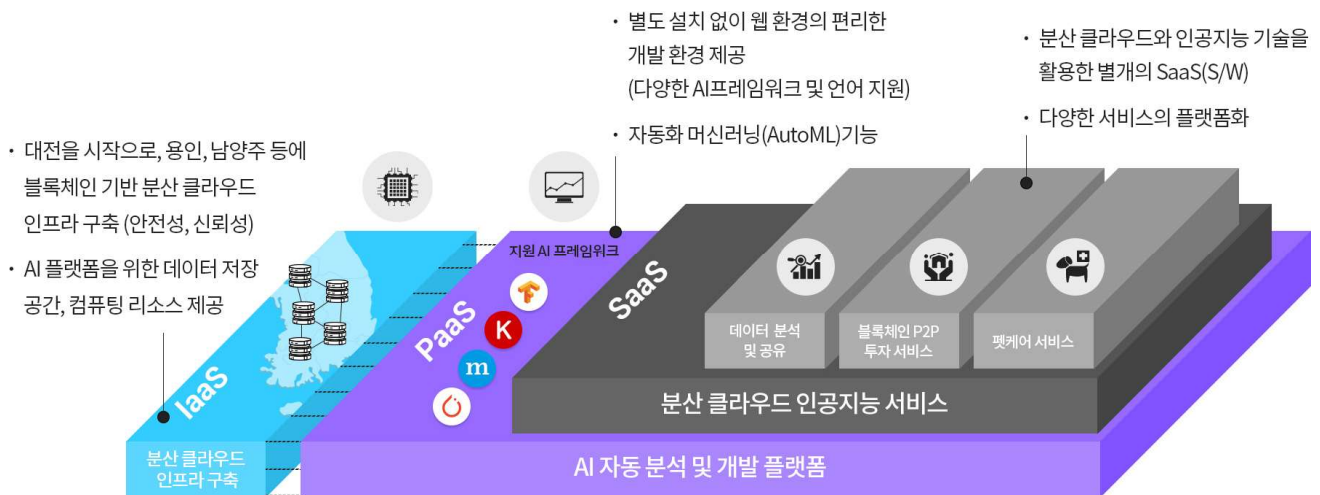 · 대전을 시작으로, 용인, 남양주 등에
블록체인 기반 분산 클라우드
인프라 구축 (안전성, 신뢰성)
· AI 플랫폼을 위한 데이터 저장
공간, 컴퓨팅 리소스 제공
· 별도 설치 없이 웹 환경의 편리한
개발 환경 제공
(다양한 AI프레임워크 및 언어 지원)
· 자동화 머신러닝(AutoML)기능
· 분산 클라우드와 인공지능 기술을
활용한 별개의 SaaS(S/W)
· 다양한 서비스의 플랫폼화
IaaS
분산 클라우드
인프라 구축
지원 AI 프레임워크
PaaS
K
m
AI 자동 분석 및 개발 플랫폼
SaaS
데이터 분석
및 공유
블록체인 P2P
투자 서비스
펫케어 서비스
분산 클라우드 인공지능 서비스